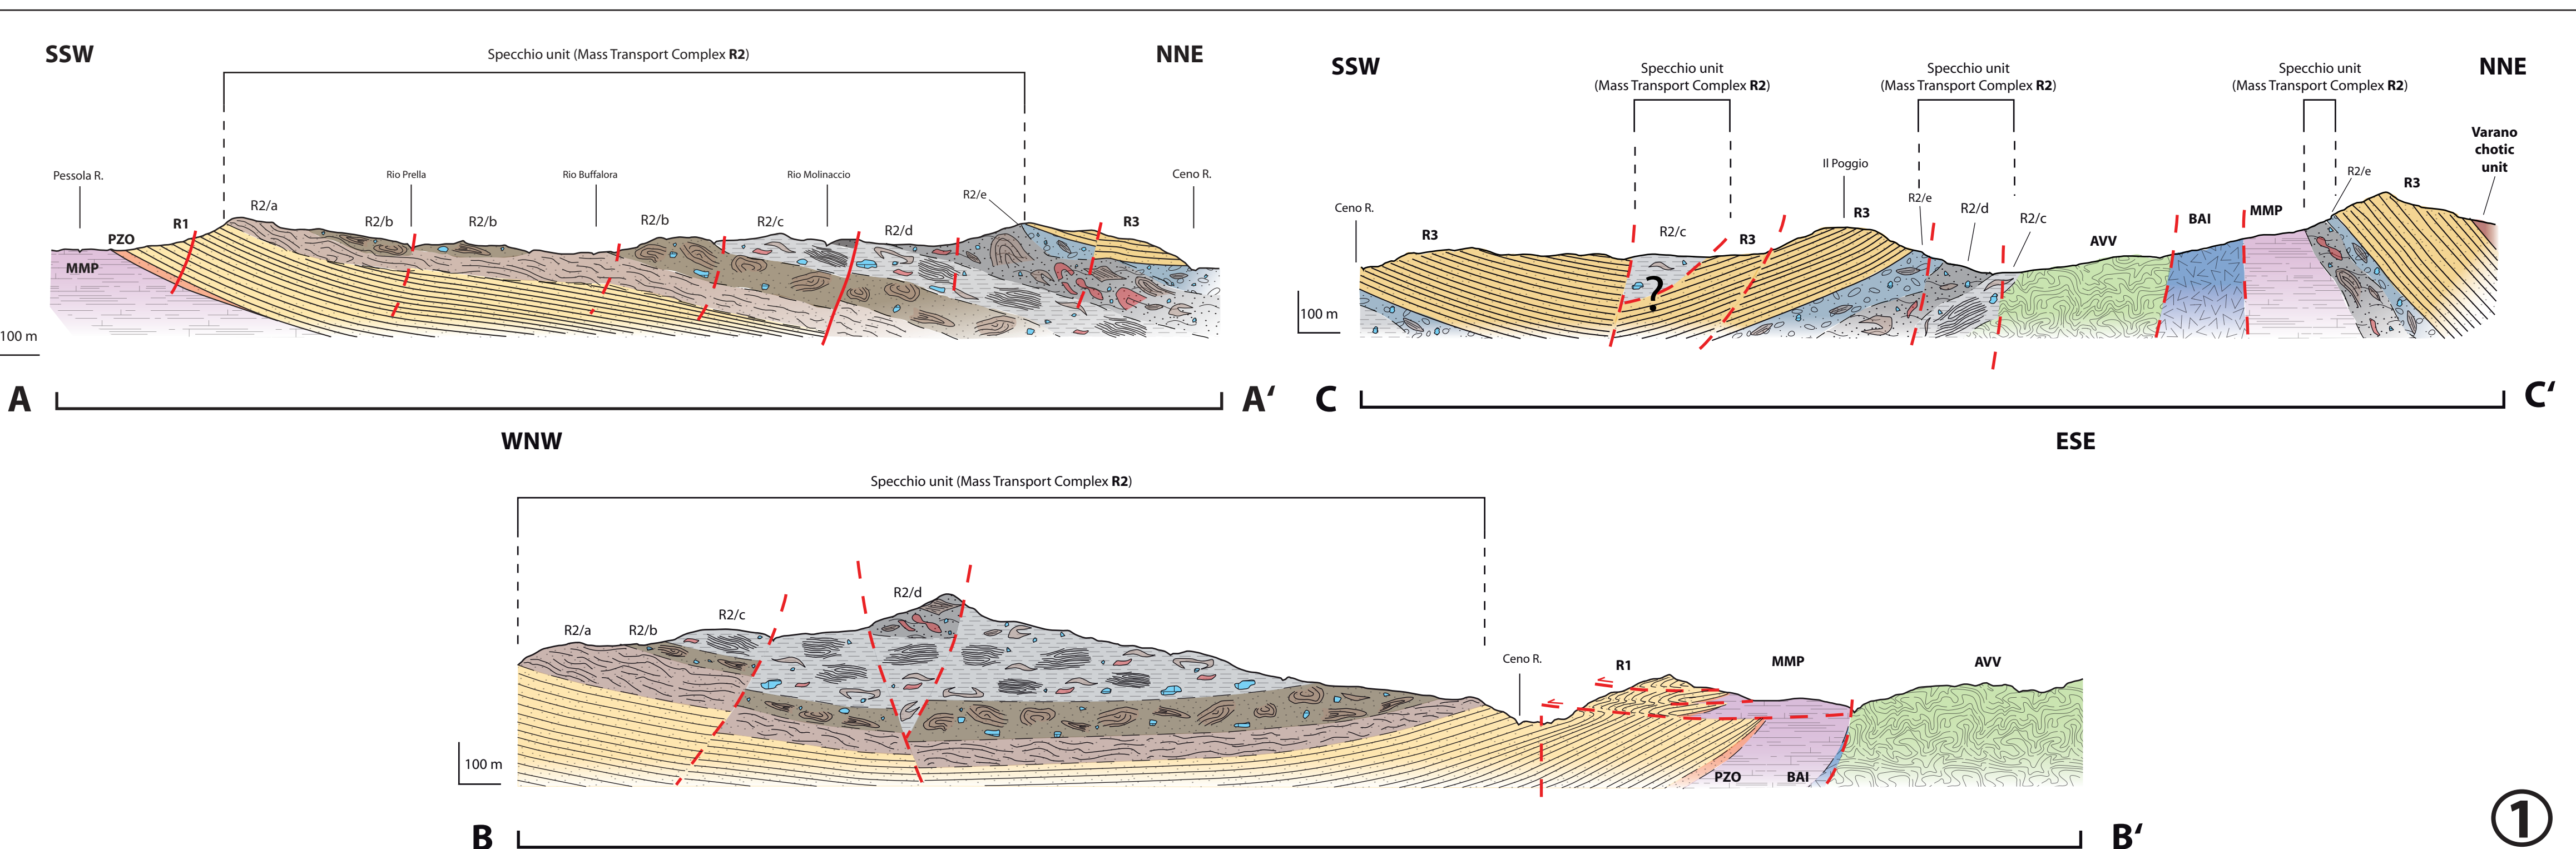 SSW
Specchio unit (Mass Transport Complex R2)
NNE
Pessola R.
Rio Prella
Rio Buffalora
Rio Molinaccio
Ceno R.
MMP
PZO
R1
R2/a
R2/b
R2/b
R2/b
R2/c
R2/d
R2/e
R3
100 m
A
A‘
SSW
Specchio unit
(Mass Transport Complex R2)
Specchio unit
(Mass Transport Complex R2)
Specchio unit
(Mass Transport Complex R2)
NNE
Varano
chotic
unit
Ceno R.
R3
R2/c
?
R3
Il Poggio
R3
R2/e
R2/d
R2/c
AVV
BAI
MMP
R2/e
R3
100 m
C
C‘
WNW
ESE
Specchio unit (Mass Transport Complex R2)
R2/a
R2/b
R2/c
R2/d
Ceno R.
R1
MMP
AVV
PZO
BAI
100 m
B
B‘
1